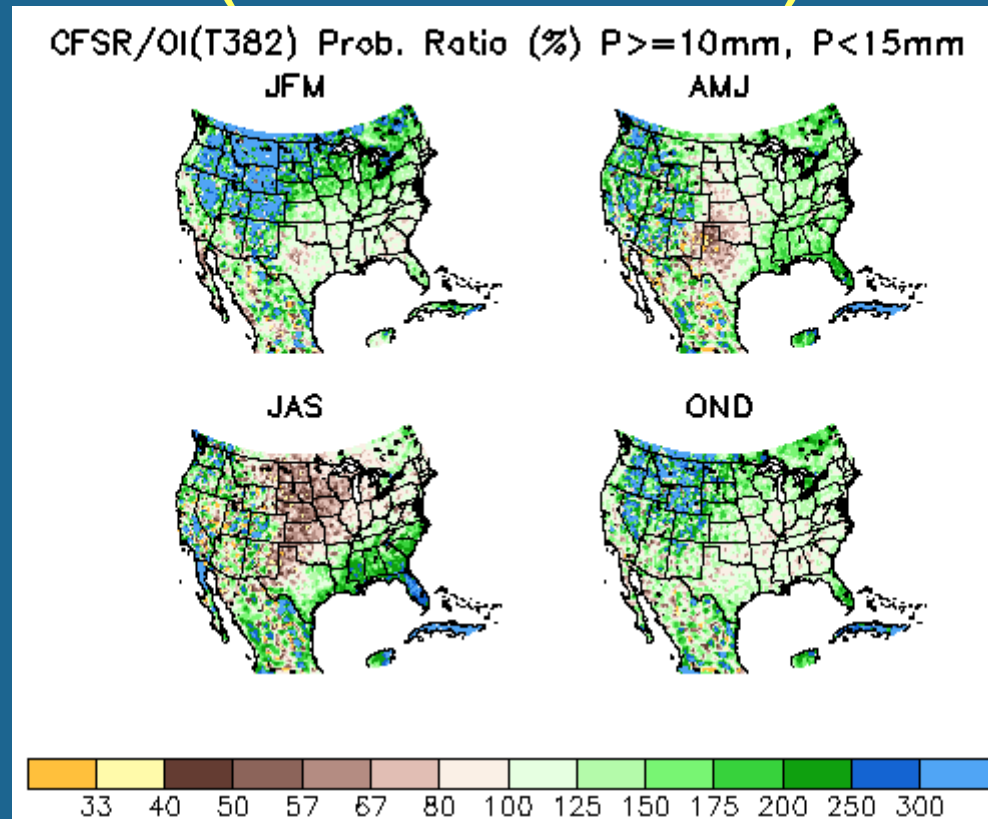 CFSR/OI(T382) Prob. Ratio (%) P>=10mm, P<15mm
JFM
AMJ
JAS
OND
33 40 50 57 67 80 100 125 150 175 200 250 300